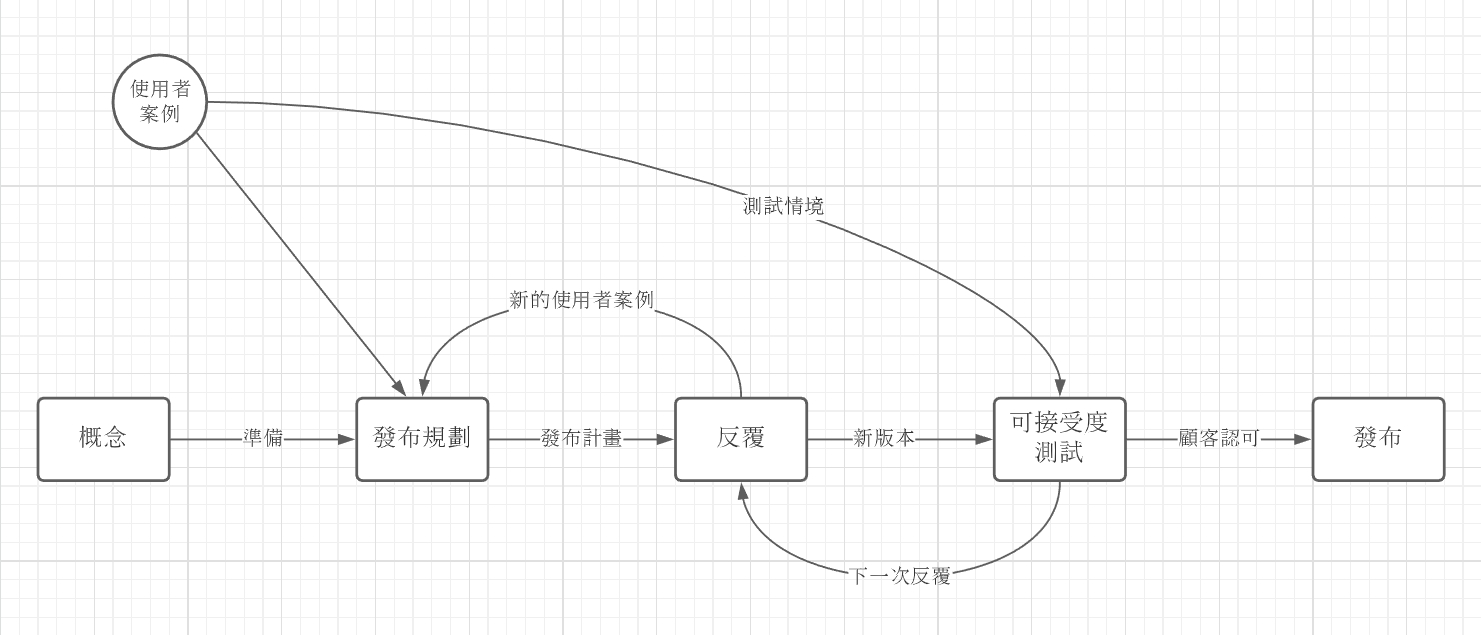 使用者
案例
測試情境
新的使用者案例
概念
準備
發布規劃
發布計畫
反覆
新版本
可接受度
測試
顧客認可
發布
下一次反覆